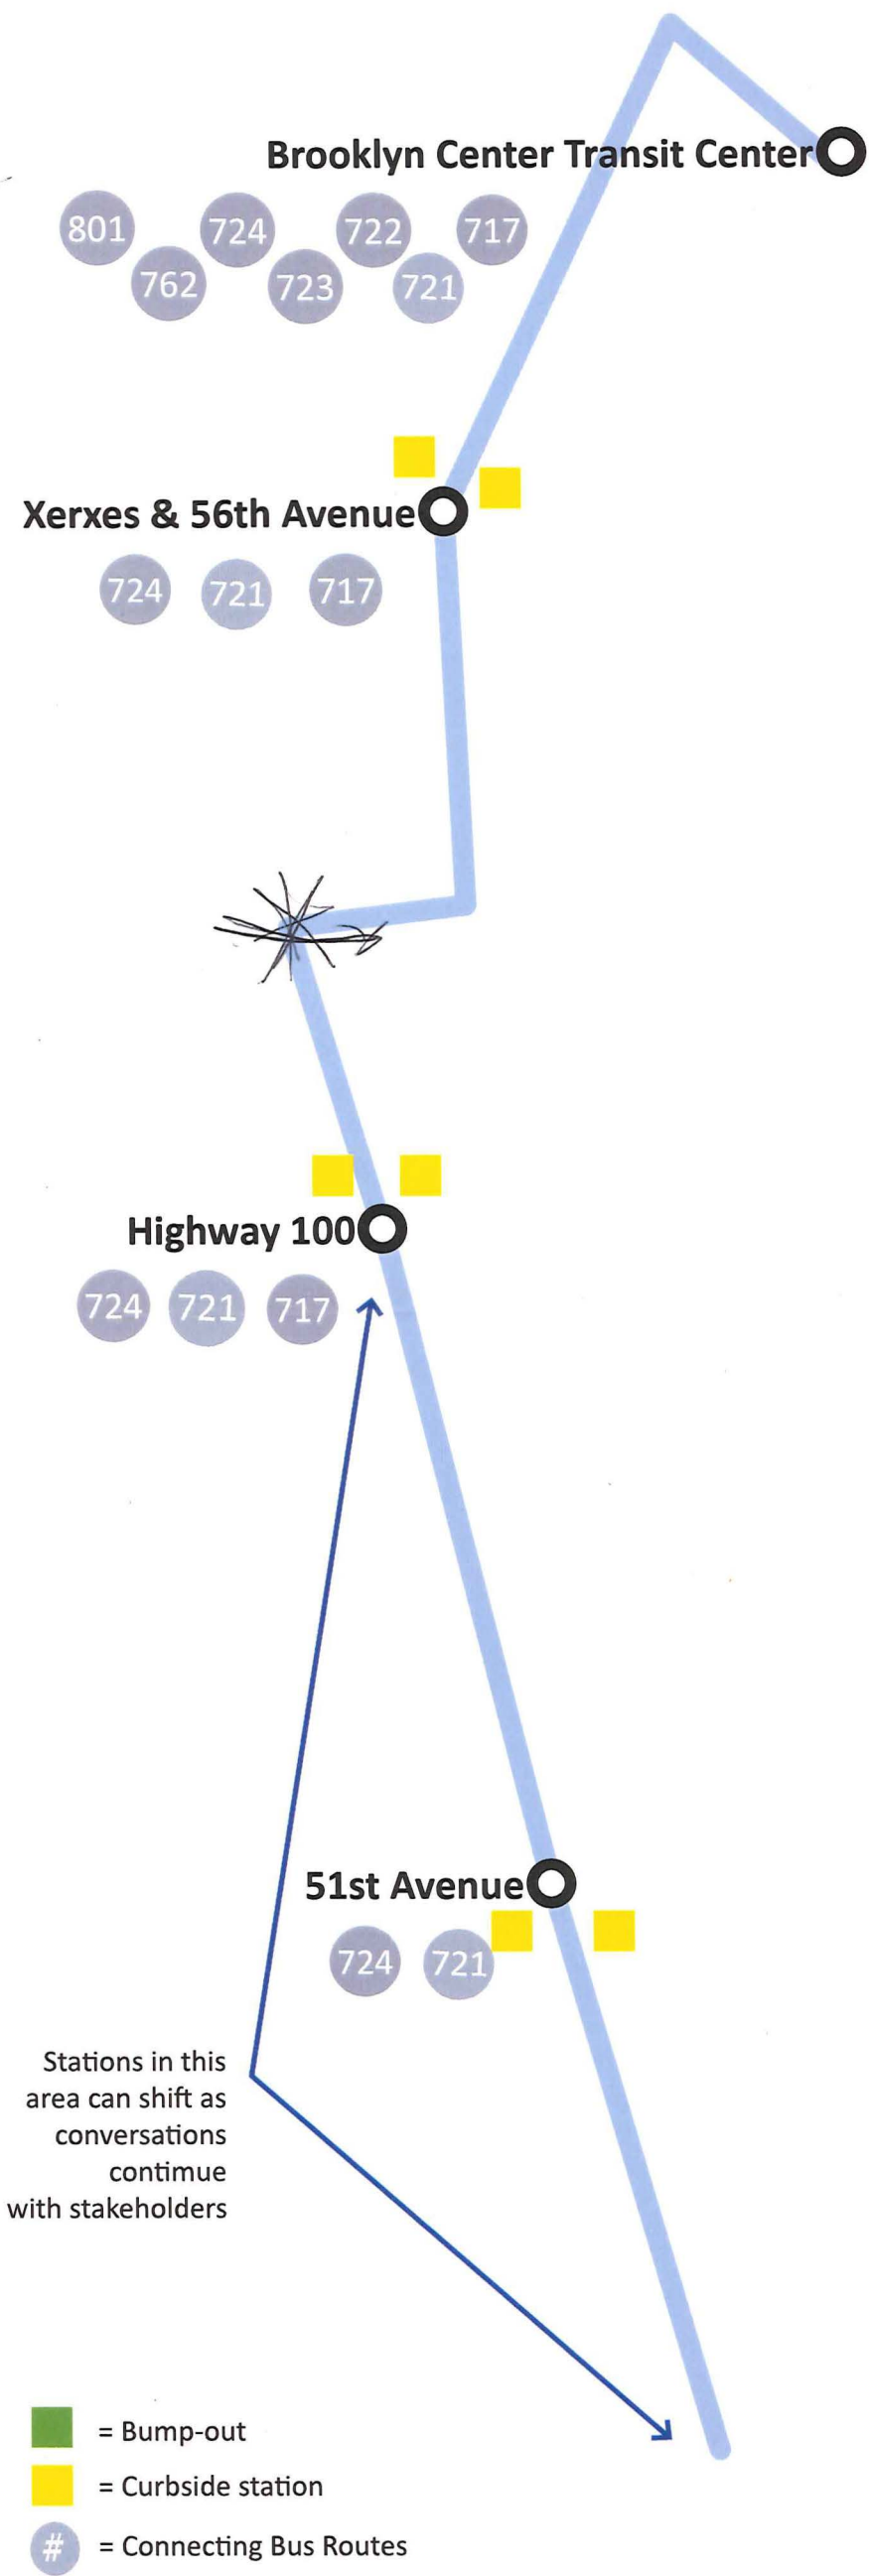 Brooklyn Center Transit Center
801 724 722 717
762 723 721
Xerxes & 56th Avenue
724 721 717
Highway 100
724 721 717
51st Avenue
724 721
Stations in this
area can shift as
conversations
contimue
with stakeholders
= Bump-out
= Curbside station
# = Connecting Bus Routes